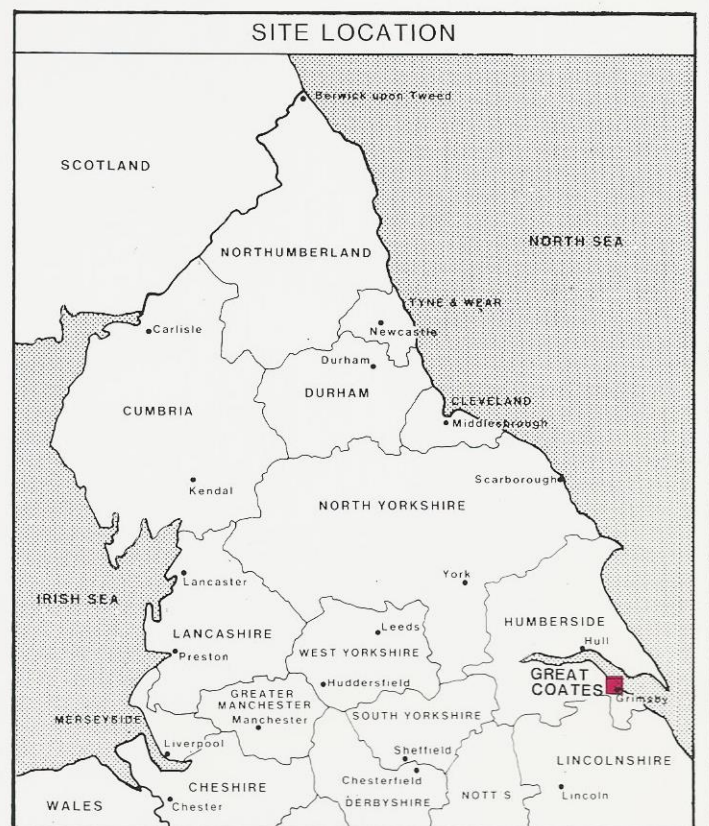 SITE LOCATION
Berwick upon Tweed
SCOTLAND
NORTH SEA
NORTHUMBERLAND
TYNE & WEAR
Carlisle
Newcastle
Durham
DURHAM
CLEVELAND
CUMBRIA
Middlesbrough
Scarborough
Kendal
NORTH YORKSHIRE
York
Lancaster
IRISH SEA
HUMBERSIDE
Leeds
LANCASHIRE
Hull
WEST YORKSHIRE
Preston
GREAT
COATES
Huddersfield
GREATER
MANCHESTER
Grimsby
SOUTH YORKSHIRE
MERSEYSIDE
Manchester
Liverpool
Sheffield
LINCOLNSHIRE
Chesterfield
CHESHIRE
NOTT S
Lincoln
WALES
Chester
DERBYSHIRE